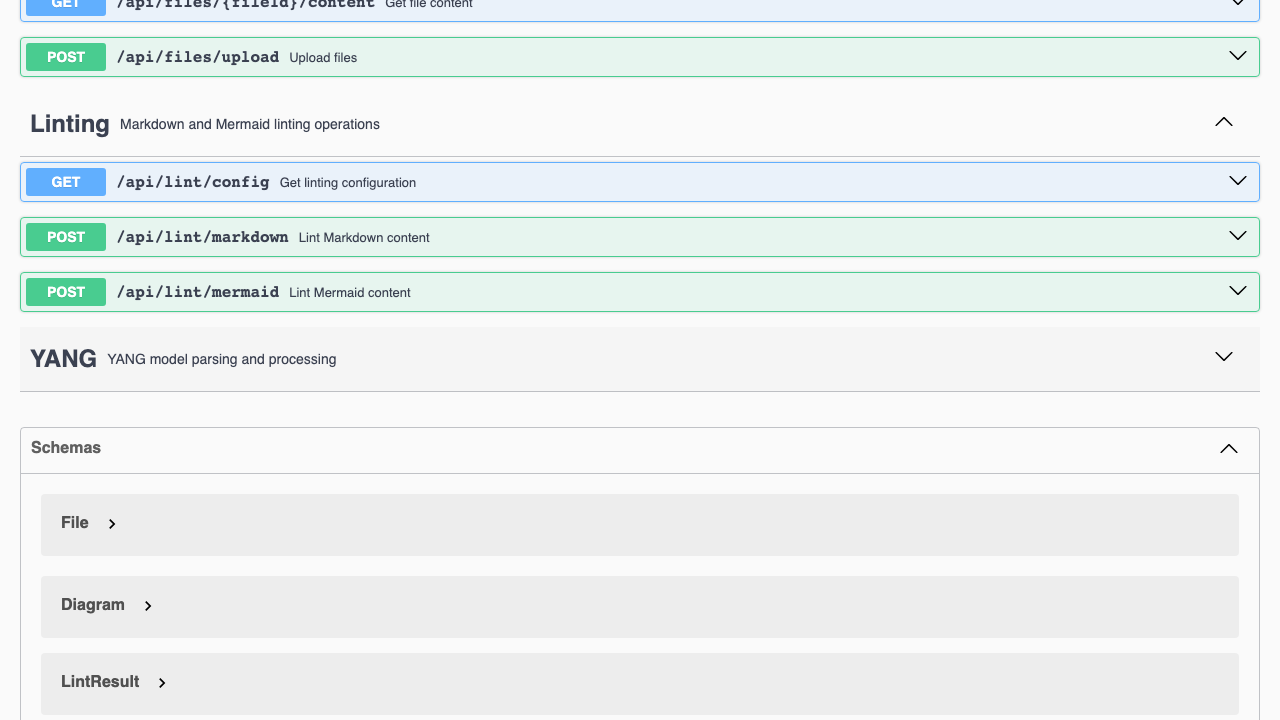 GET /api/files/{fileId}/content Get file content
POST /api/files/upload Upload files
Linting Markdown and Mermaid linting operations
GET /api/lint/config Get linting configuration
POST /api/lint/markdown Lint Markdown content
POST /api/lint/mermaid Lint Mermaid content
YANG YANG model parsing and processing
Schemas
File
Diagram
LintResult